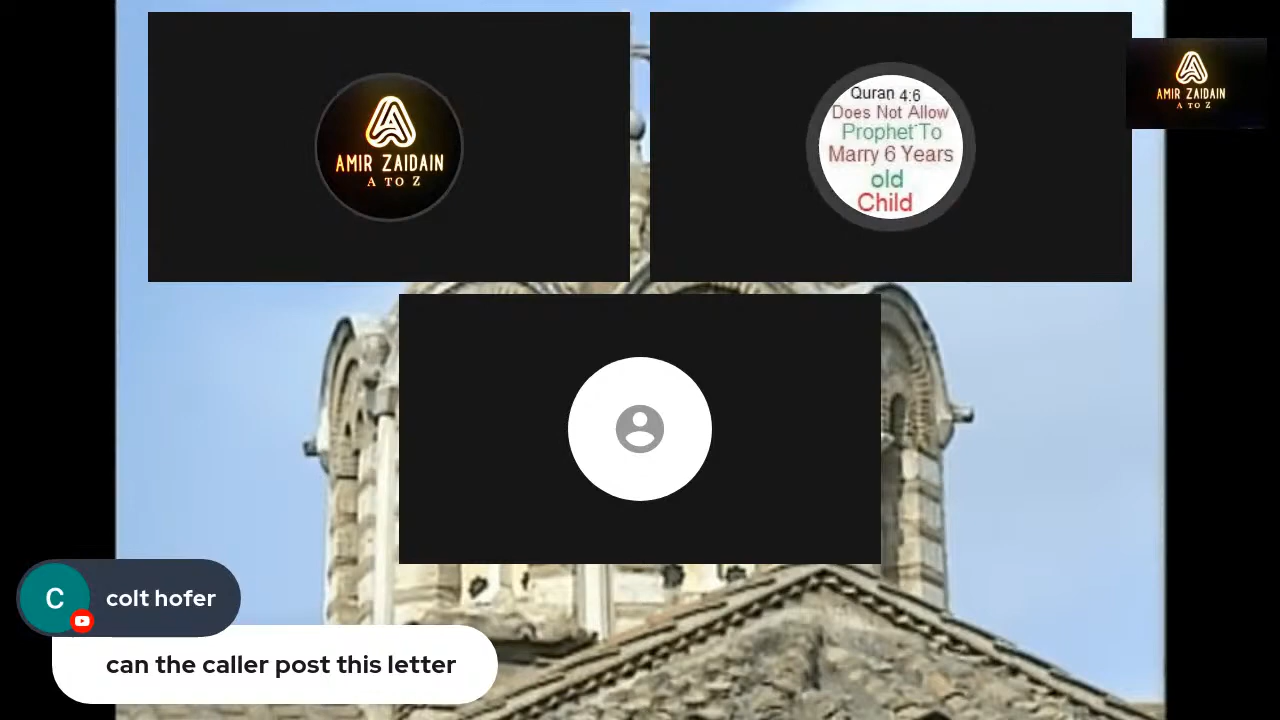 AMIR ZAIDAIN
A TO Z
Quran 4:6
Does Not Allow
Prophet To
Marry 6 Years
old
Child
AMIR ZAIDAIN
A TO Z
C
colt hofer
can the caller post this letter